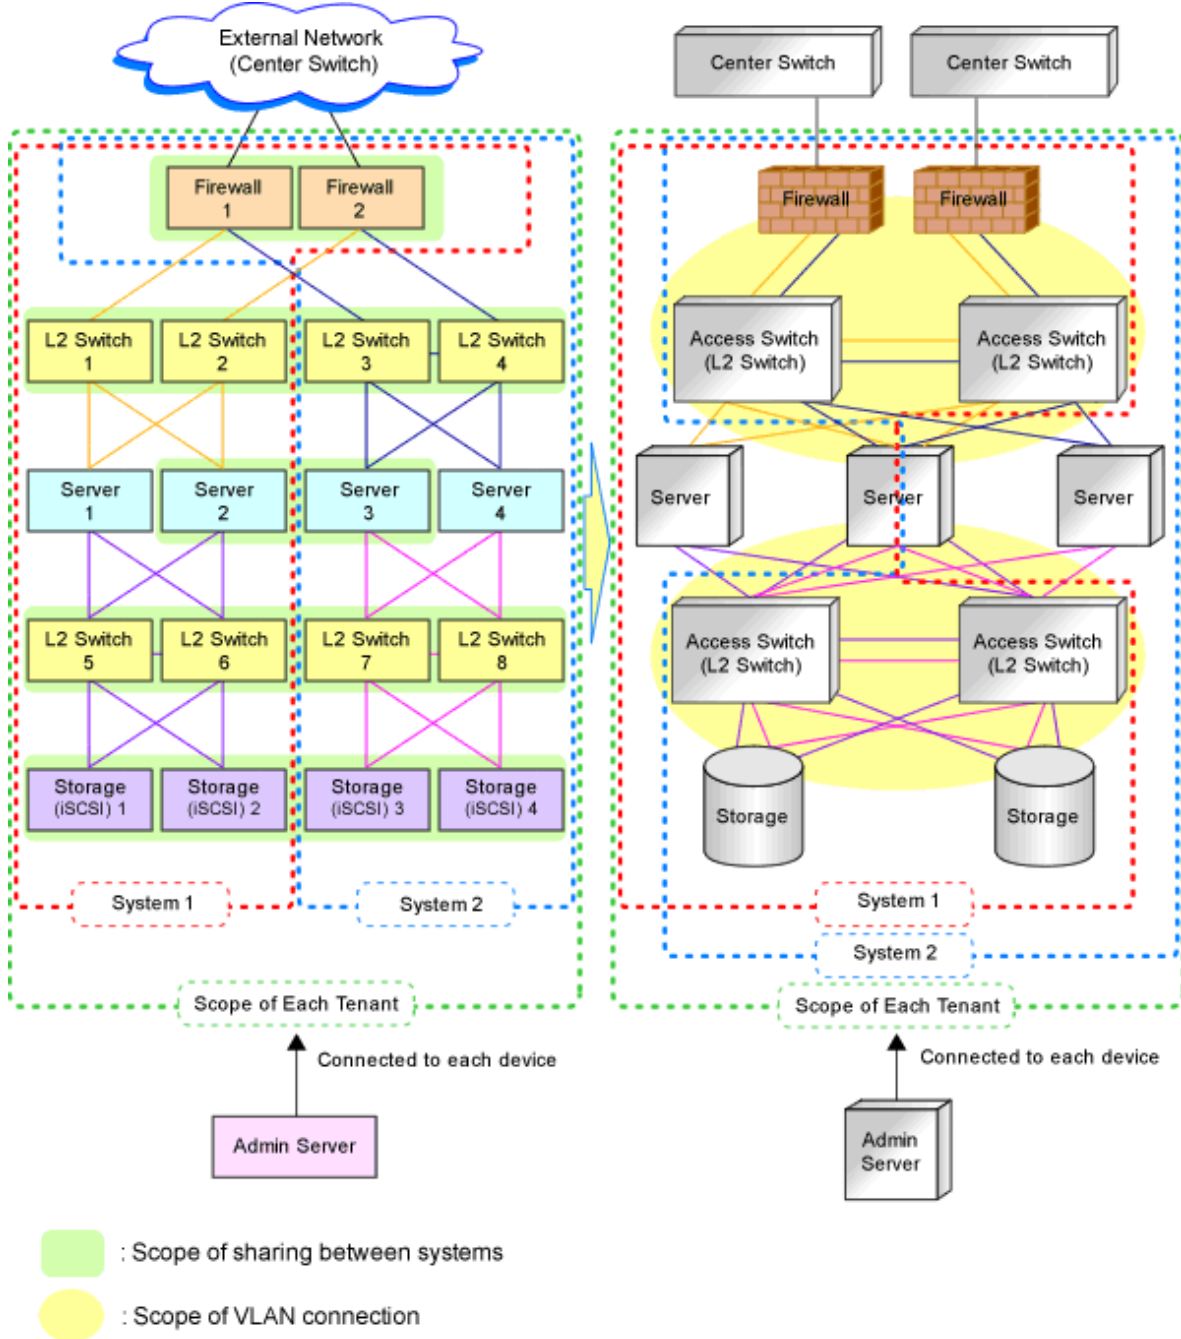 External Network
(Center Switch)
Firewall
1
Firewall
2
L2 Switch
1
L2 Switch
2
L2 Switch
3
L2 Switch
4
Server
1
Server
2
Server
3
Server
4
L2 Switch
5
L2 Switch
6
L2 Switch
7
L2 Switch
8
Storage
(iSCSI) 1
Storage
(iSCSI) 2
Storage
(iSCSI) 3
Storage
(iSCSI) 4
System 1
System 2
Scope of Each Tenant
Connected to each device
Admin Server
Center Switch
Center Switch
Firewall
Firewall
Access Switch
(L2 Switch)
Access Switch
(L2 Switch)
Server
Server
Server
Access Switch
(L2 Switch)
Access Switch
(L2 Switch)
Storage
Storage
System 1
System 2
Scope of Each Tenant
Connected to each device
Admin
Server
: Scope of sharing between systems
: Scope of VLAN connection